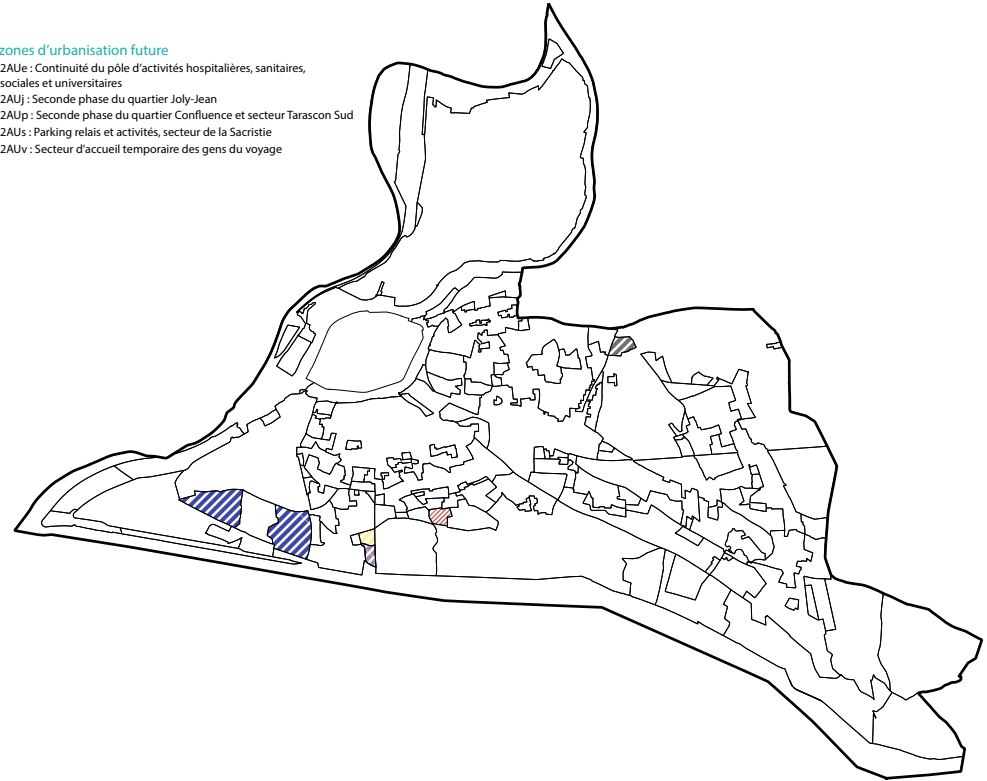 zones d'urbanisation future
2AUe : Continuité du pôle d'activités hospitalières, sanitaires,
sociales et universitaires
2AUj : Seconde phase du quartier Joly-Jean
2AUp : Seconde phase du quartier Confluence et secteur Tarascon Sud
2AUs : Parking relais et activités, secteur de la Sacristie
2AUv : Secteur d'accueil temporaire des gens du voyage